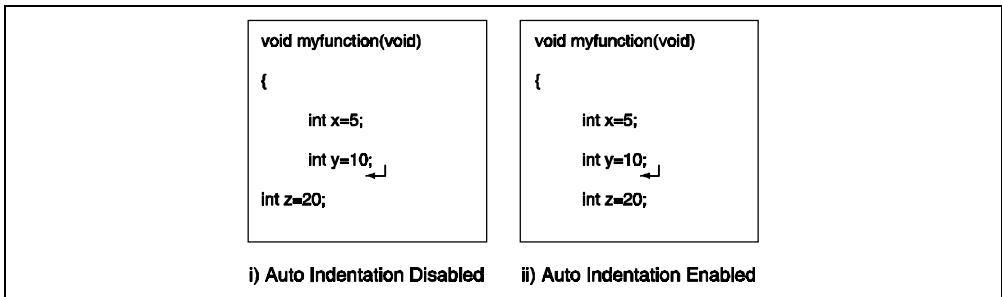 void myfunction(void)
{
int x=5;
int y=10;
int z=20;
i) Auto Indentation Disabled
void myfunction(void)
{
int x=5;
int y=10;
int z=20;
ii) Auto Indentation Enabled